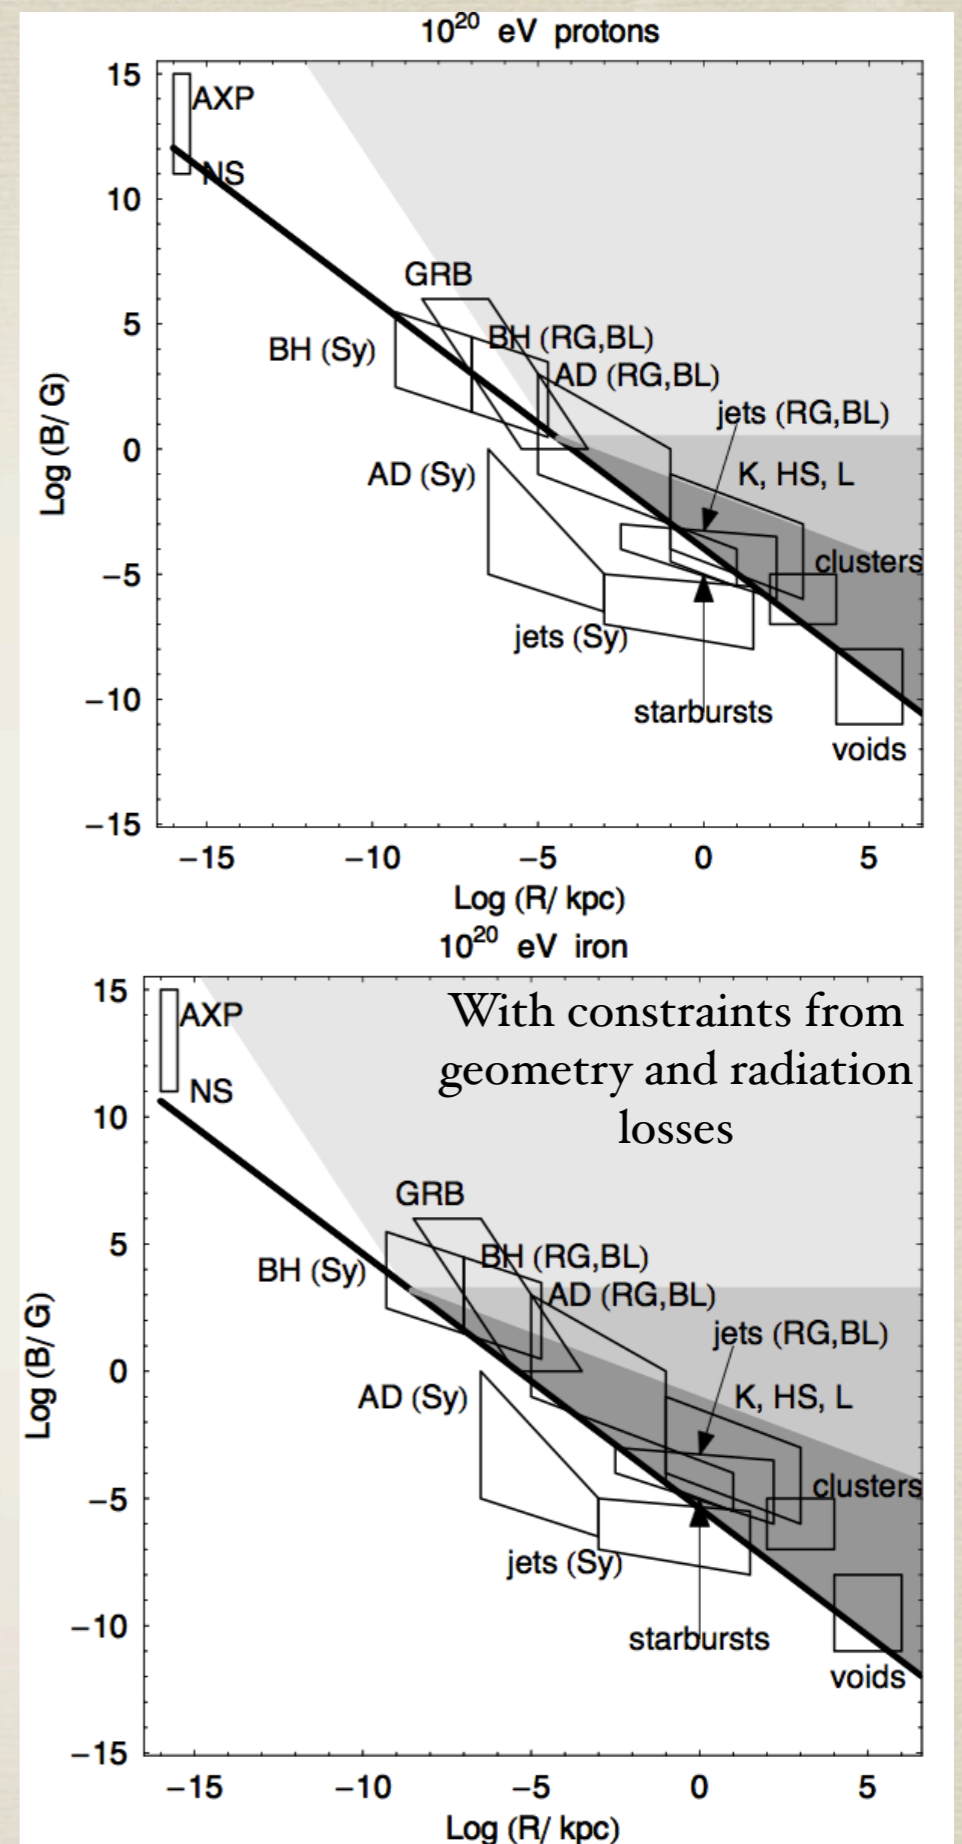 10^20 eV protons
15
AXP
NS
10
GRB
5
BH (RG,BL)
BH (Sy)
AD (RG,BL)
jets (RG,BL)
0
AD (Sy)
K, HS, L
Log (B/ G)
clusters
−5
jets (Sy)
−10
starbursts
voids
−15
−15 −10 −5 0 5
Log (R/ kpc)
10^20 eV iron
15
With constraints from
AXP
geometry and radiation
NS
10
losses
GRB
5
BH (RG,BL)
BH (Sy)
AD (RG,BL)
jets (RG,BL)
0
AD (Sy)
K, HS, L
Log (B/ G)
clusters
−5
jets (Sy)
−10
starbursts
voids
−15
−15 −10 −5 0 5
Log (R/ kpc)